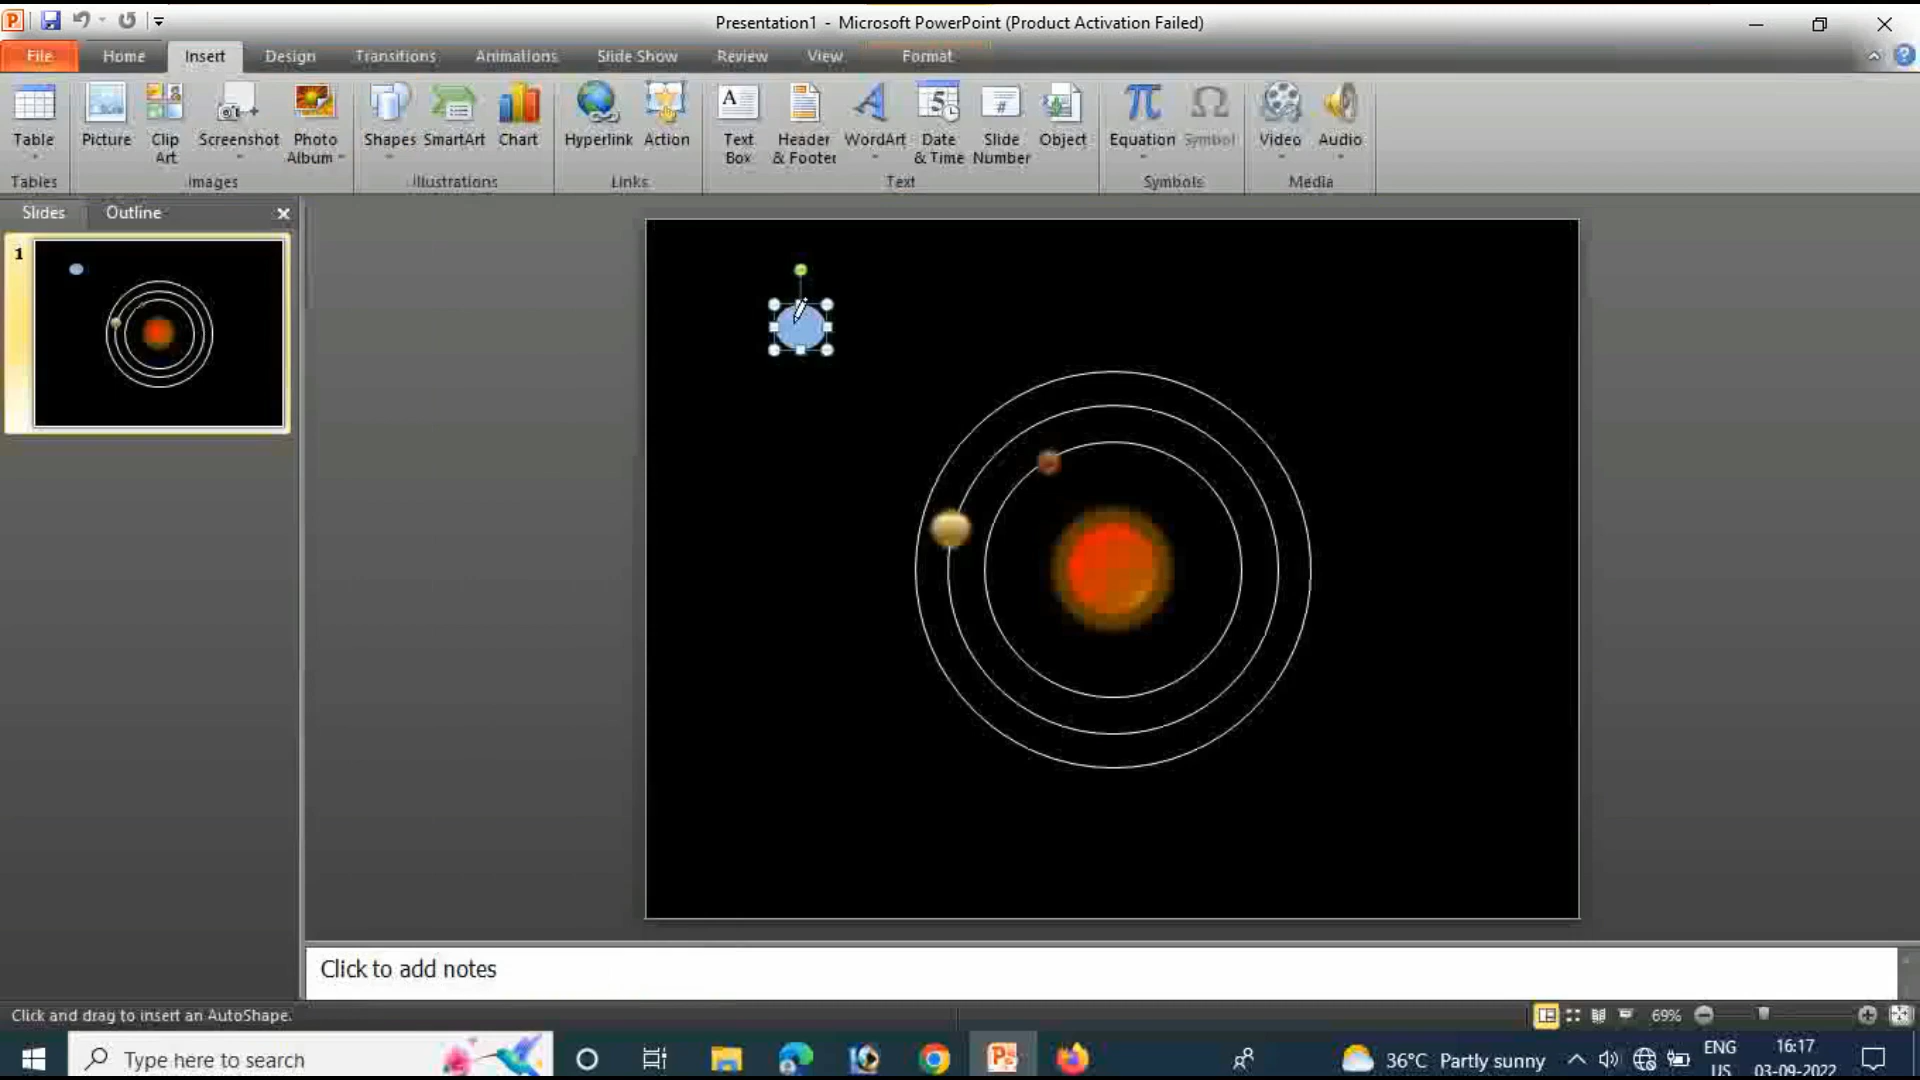 Presentation1 - Microsoft PowerPoint (Product Activation Failed)
File Home Insert Design Transitions Animations Slide Show Review View Format
Table Picture Clip Art Screenshot Photo Album Shapes SmartArt Chart Hyperlink Action Text Box Header & Footer WordArt Date & Time Slide Number Object Equation Symbol Video Audio
Tables Images Illustrations Links Text Symbols Media
Slides Outline
1
Click to add notes
Click and drag to insert an AutoShape.
69%
Type here to search
36°C Partly sunny
ENG
US
16:17
03-09-2022